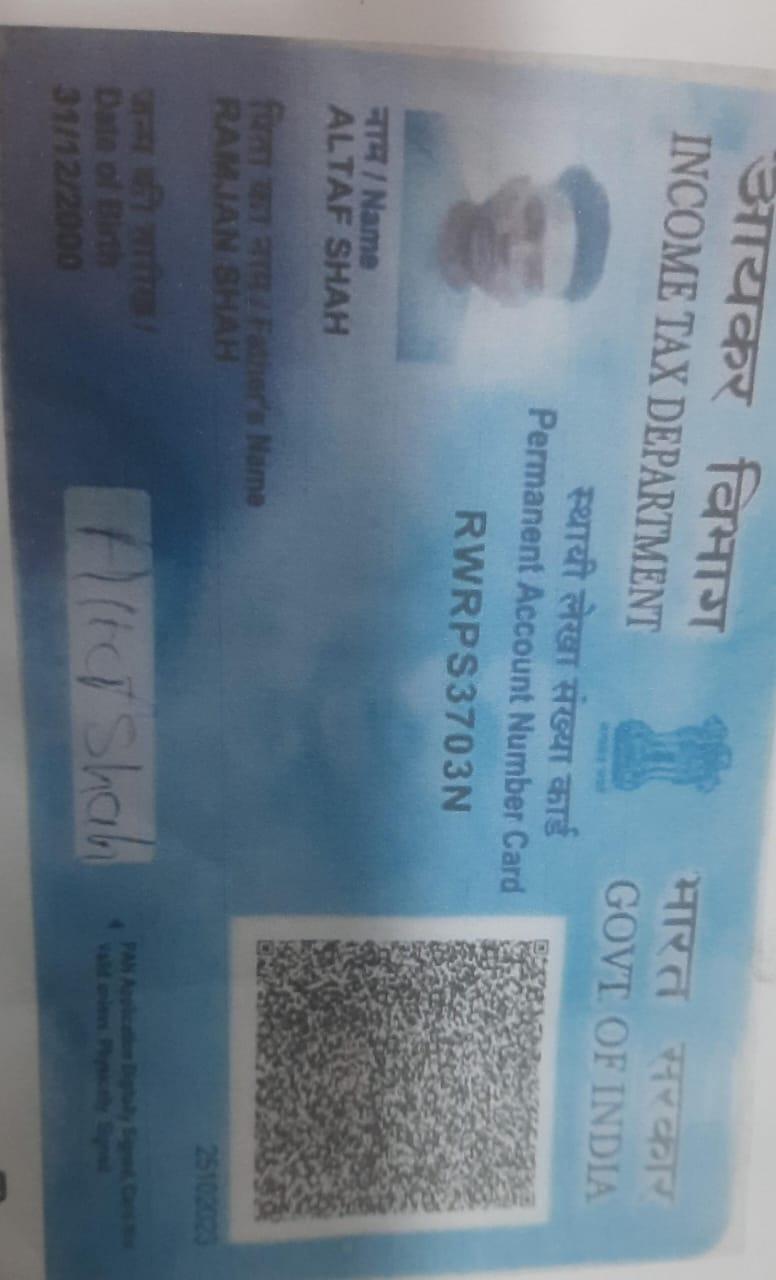 आयकर विभाग
INCOME TAX DEPARTMENT
भारत सरकार
GOVT. OF INDIA
स्थायी लेखा संख्या कार्ड
Permanent Account Number Card
RWRPS3703N
नाम / Name
ALTAF SHAH
पिता का नाम / Father's Name
RAMJAN SHAH
जन्म की तारीख /
Date of Birth
31/12/2000
Shah
25102023
PAN Application Digitally Signed, Card Not
Valid unless Physically Signed